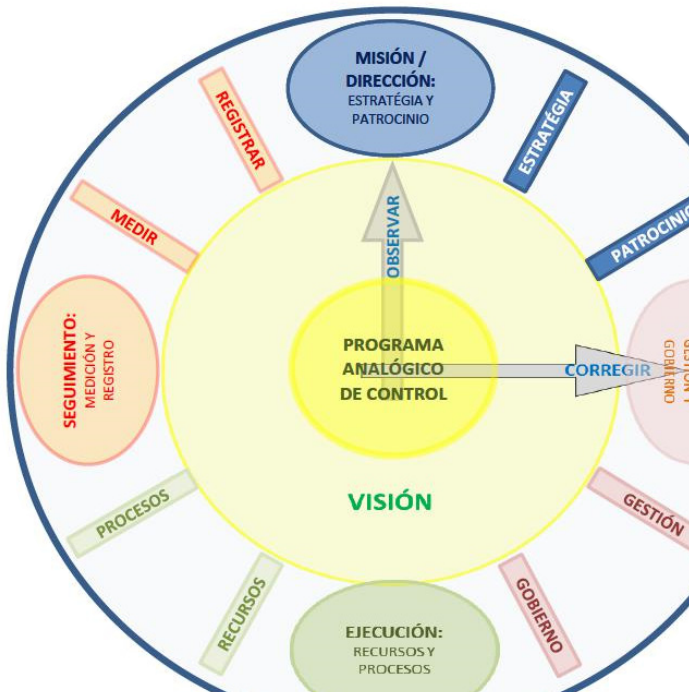 MISIÓN /
DIRECCIÓN:
ESTRATÉGIA Y
PATROCINIO
REGISTRAR
ESTRATÉGIA
MEDIR
PATROCINIO
OBSERVAR
SEGUIMIENTO:
MEDICIÓN Y
REGISTRO
PROGRAMA
ANALÓGICO
DE CONTROL
CORREGIR
GOBIERNO
VISIÓN
PROCESOS
GESTIÓN
RECURSOS
GOBIERNO
EJECUCIÓN:
RECURSOS Y
PROCESOS